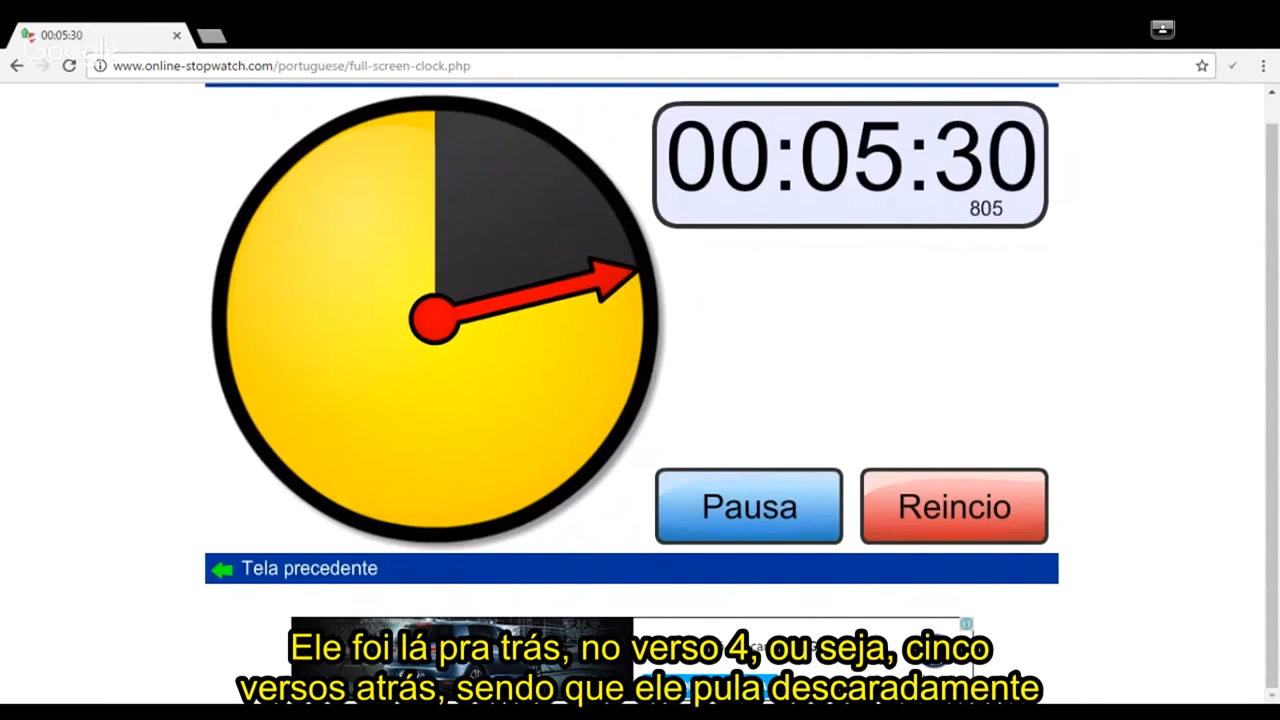 00:05:30
Google
www.online-stopwatch.com/portuguese/full-screen-clock.php
00:05:30
805
Pausa
Reincio
Tela precedente
Ele foi lá pra trás, no verso 4, ou seja, cinco
versos atrás, sendo que ele pula descaradamente